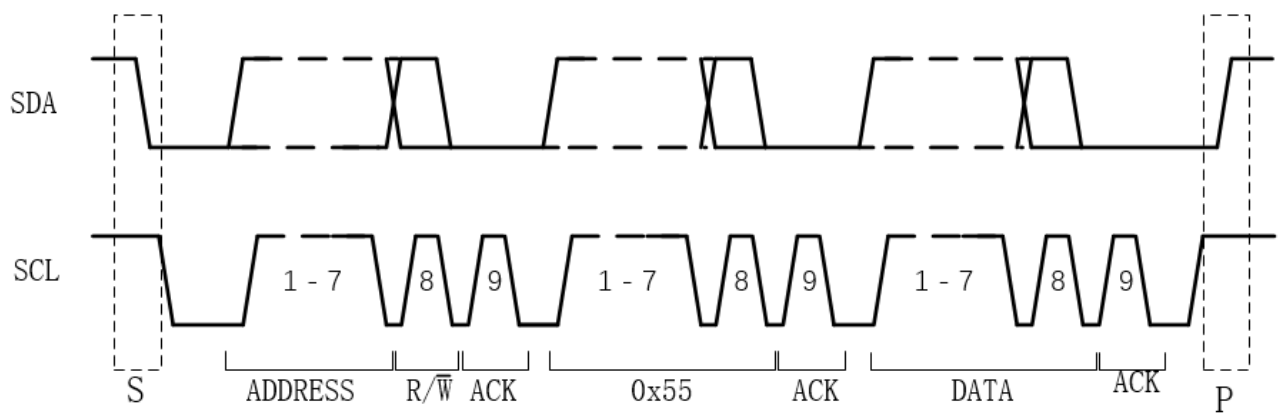 SDA
SCL
1-7 8 9 1-7 8 9 1-7 8 9
S ADDRESS R/W̅ ACK 0x55 ACK DATA ACK P